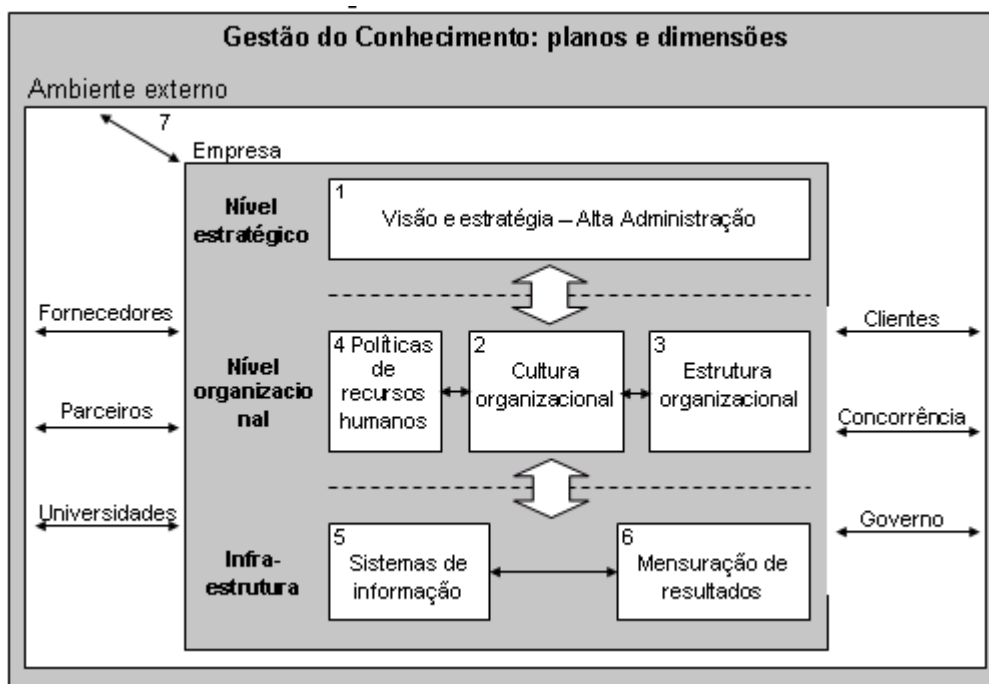 Gestão do Conhecimento: planos e dimensões
Ambiente externo
7
Empresa
Nível
estratégico
1
Visão e estratégia – Alta Administração
Fornecedores
Parceiros
Universidades
Nível
organizacio
nal
4 Políticas
de
recursos
humanos
2
Cultura
organizacional
3
Estrutura
organizacional
Clientes
Concorrência
Governo
Infra-
estrutura
5
Sistemas de
informação
6
Mensuração de
resultados